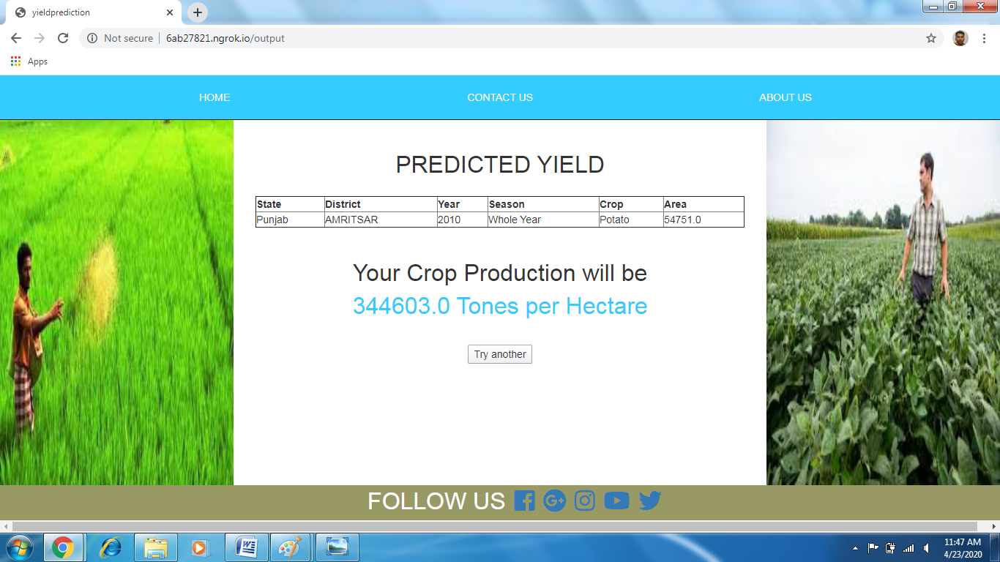 yieldprediction
Not secure 6ab27821.ngrok.io/output
Apps
HOME CONTACT US ABOUT US
PREDICTED YIELD
State District Year Season Crop Area
Punjab AMRITSAR 2010 Whole Year Potato 54751.0
Your Crop Production will be
344603.0 Tones per Hectare
Try another
FOLLOW US
11:47 AM
4/23/2020